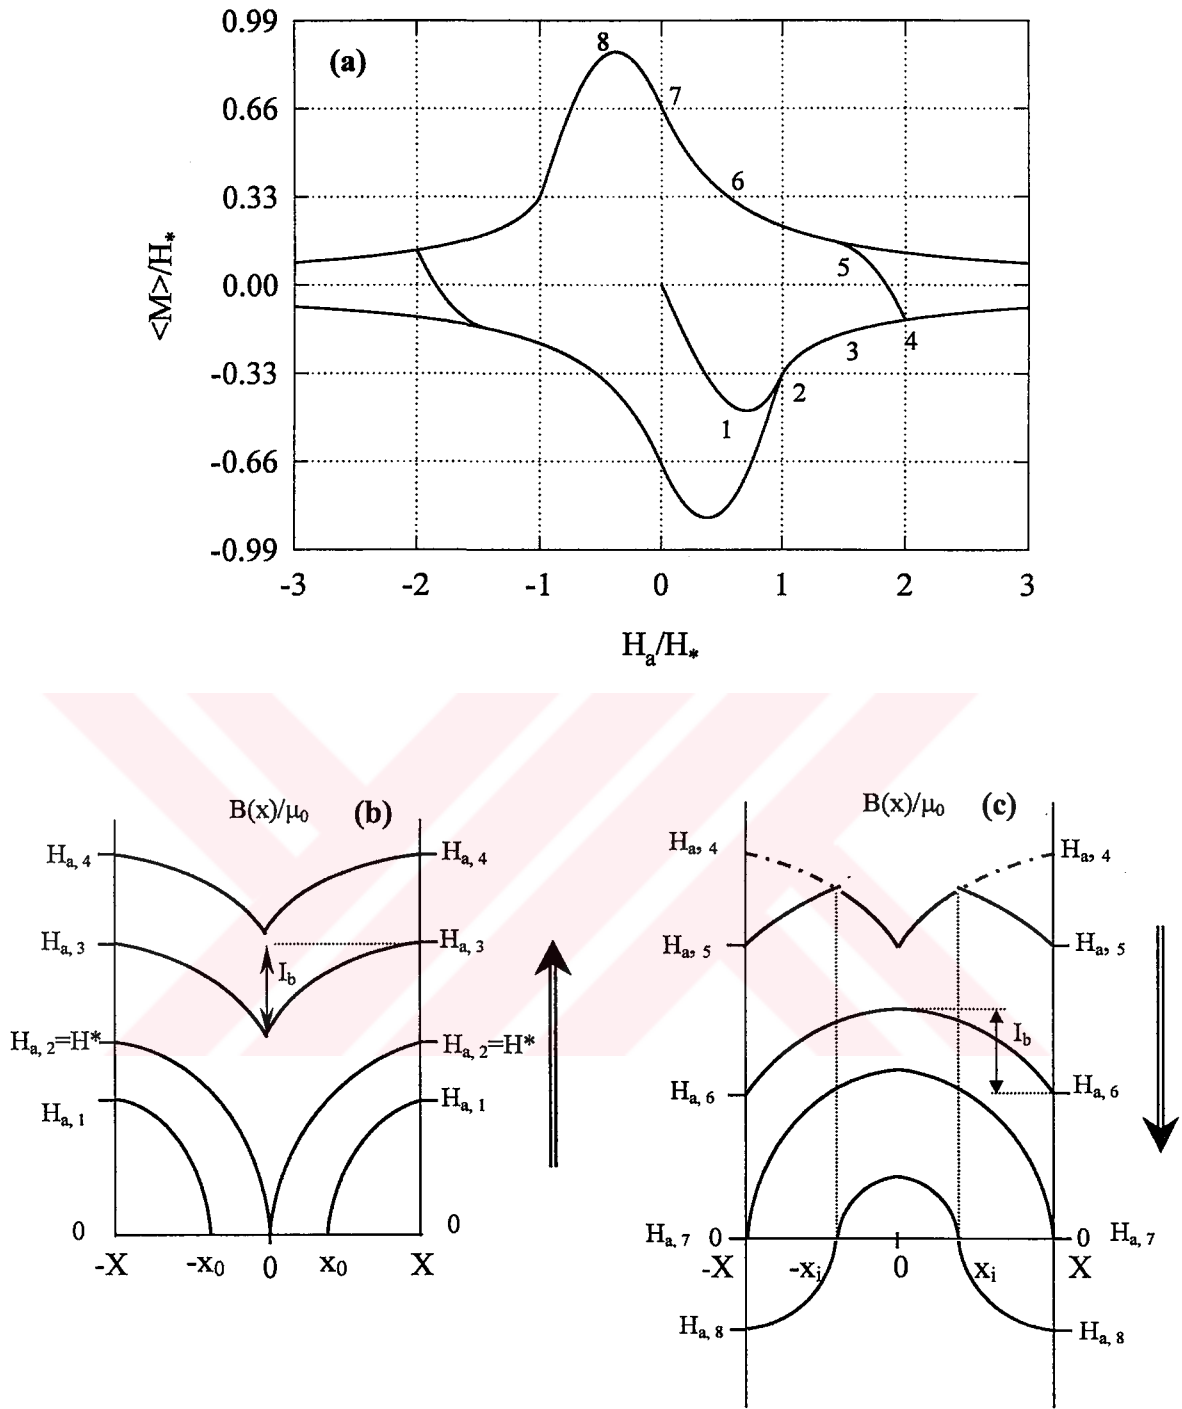 0.99
(a)
8
0.66
7
0.33
6
<M>/H*
0.00
5
3
4
-0.33
2
1
-0.66
-0.99
-3 -2 -1 0 1 2 3
Ha/H*
B(x)/μ0 (b)
Ha, 4 Ha, 4
Ha, 3 Ha, 3
Ib
Ha, 2=H* Ha, 2=H*
Ha, 1 Ha, 1
0 0
-X -x0 0 x0 X
B(x)/μ0 (c)
Ha, 4 Ha, 4
Ha, 5 Ha, 5
Ib
Ha, 6 Ha, 6
Ha, 7 0 0 Ha, 7
-X -xi 0 xi X
Ha, 8 Ha, 8